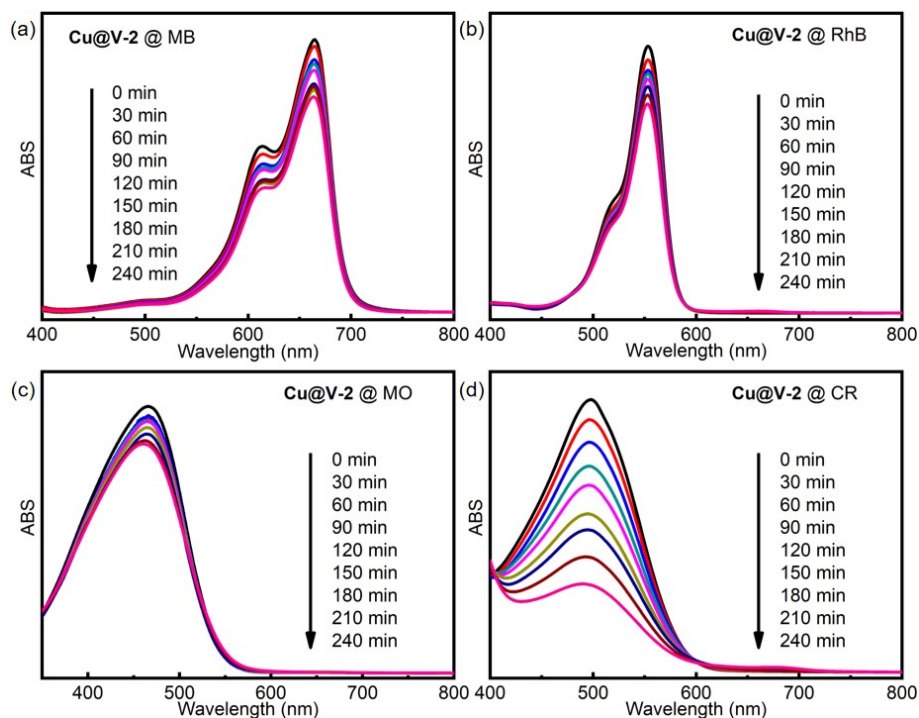 (a)
Cu@V-2 @ MB
0 min
30 min
60 min
90 min
120 min
150 min
180 min
210 min
240 min
ABS
400 500 600 700 800
Wavelength (nm)
(b)
Cu@V-2 @ RhB
0 min
30 min
60 min
90 min
120 min
150 min
180 min
210 min
240 min
ABS
400 500 600 700 800
Wavelength (nm)
(c)
Cu@V-2 @ MO
0 min
30 min
60 min
90 min
120 min
150 min
180 min
210 min
240 min
ABS
400 500 600 700 800
Wavelength (nm)
(d)
Cu@V-2 @ CR
0 min
30 min
60 min
90 min
120 min
150 min
180 min
210 min
240 min
ABS
400 500 600 700 800
Wavelength (nm)